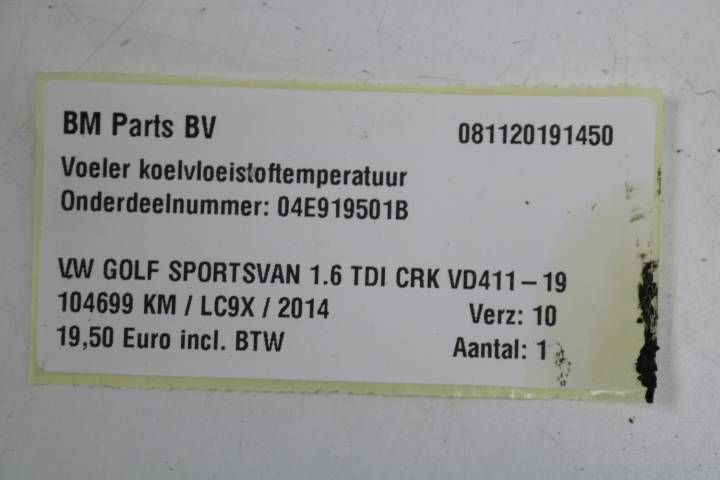 BM Parts BV 081120191450
Voeler koelvloeistoftemperatuur
Onderdeelnummer: 04E919501B
VW GOLF SPORTSVAN 1.6 TDI CRK VD411-19
104699 KM / LC9X / 2014 Verz: 10
19,50 Euro incl. BTW Aantal: 1